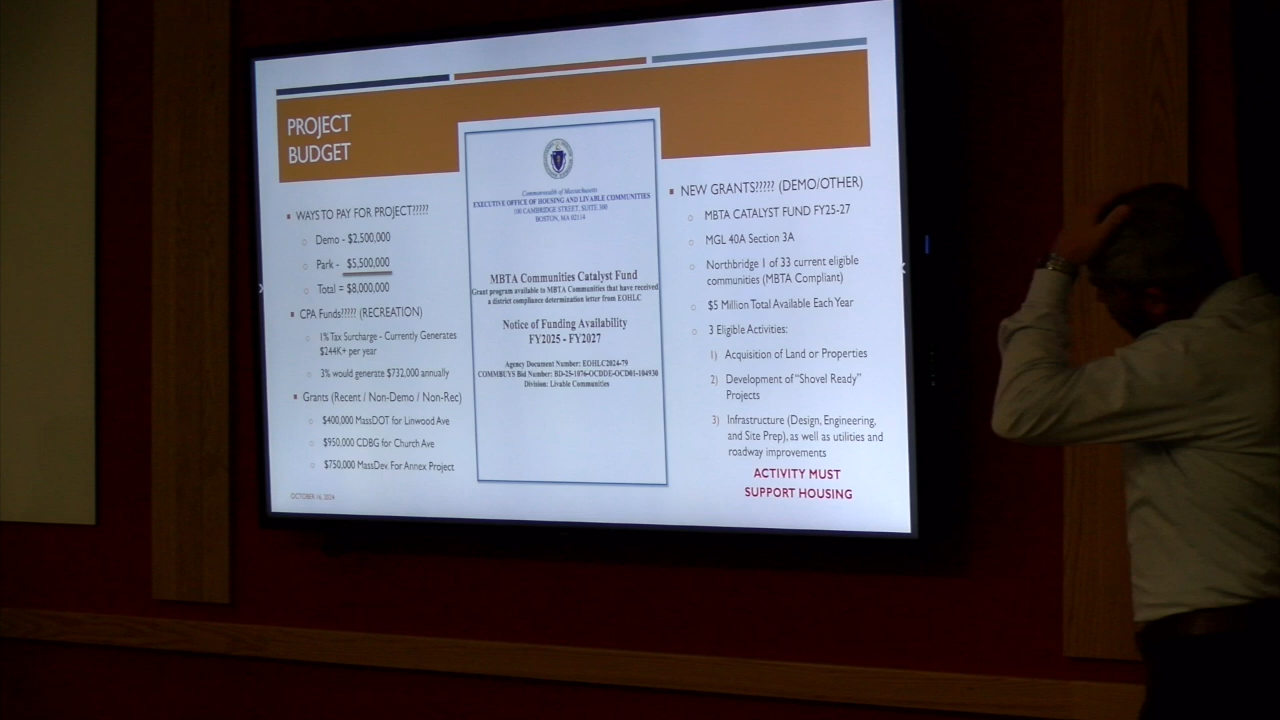 PROJECT
BUDGET
WAYS TO PAY FOR PROJECT?????
Demo - $2,500,000
Park - $5,500,000
Total = $8,000,000
CPA Funds????? (RECREATION)
1% Tax Surcharge - Currently Generates
$244K+ per year
3% would generate $732,000 annually
Grants (Recent / Non-Demo / Non-Rec)
$400,000 MassDOT for Linwood Ave
$950,000 CDBG for Church Ave
$750,000 MassDev. For Annex Project
OCTOBER 16, 2024
Commonwealth of Massachusetts
EXECUTIVE OFFICE OF HOUSING AND LIVABLE COMMUNITIES
100 CAMBRIDGE STREET, SUITE 300
BOSTON, MA 02114
MBTA Communities Catalyst Fund
Grant program available to MBTA Communities that have received
a district compliance determination letter from EOHLC
Notice of Funding Availability
FY2025 - FY2027
Agency Document Number: EOHLC2024-79
COMMBUYS Bid Number: BD-25-1076-OCDDE-OCD01-104930
Division: Livable Communities
NEW GRANTS????? (DEMO/OTHER)
MBTA CATALYST FUND FY25-27
MGL 40A Section 3A
Northbridge 1 of 33 current eligible
communities (MBTA Compliant)
$5 Million Total Available Each Year
3 Eligible Activities:
1) Acquisition of Land or Properties
2) Development of "Shovel Ready"
Projects
3) Infrastructure (Design, Engineering,
and Site Prep), as well as utilities and
roadway improvements
ACTIVITY MUST
SUPPORT HOUSING